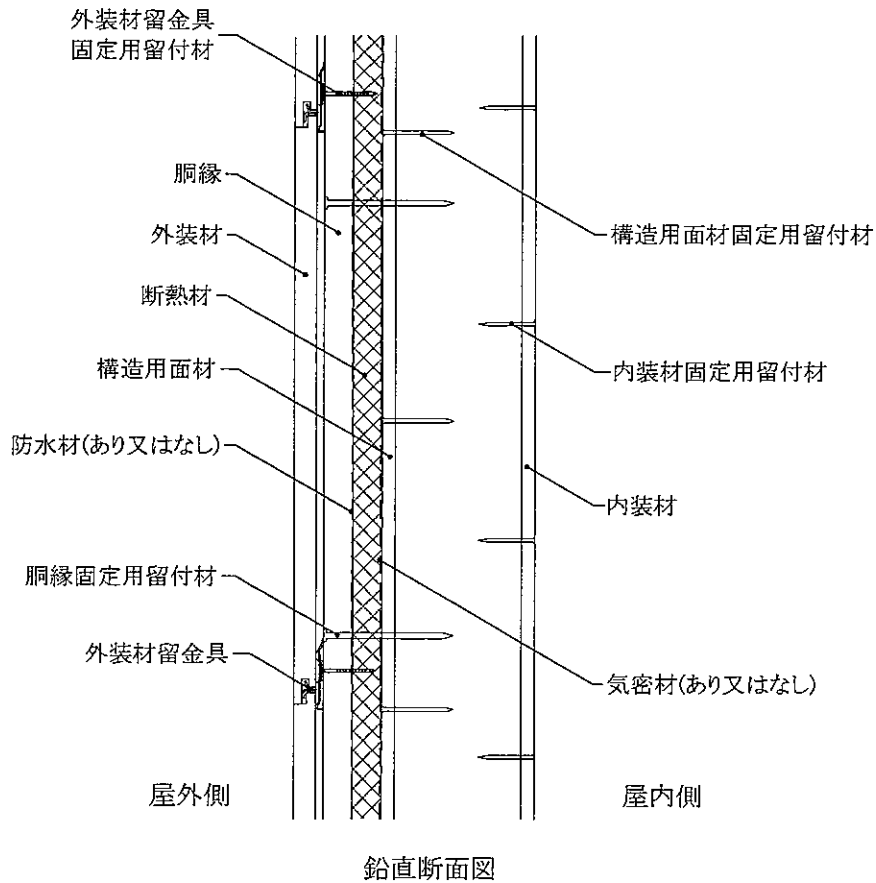 外装材留金具
固定用留付材
胴縁
外装材
断熱材
構造用面材
防水材(あり又はなし)
胴縁固定用留付材
外装材留金具
構造用面材固定用留付材
内装材固定用留付材
内装材
気密材(あり又はなし)
屋外側
屋内側
鉛直断面図